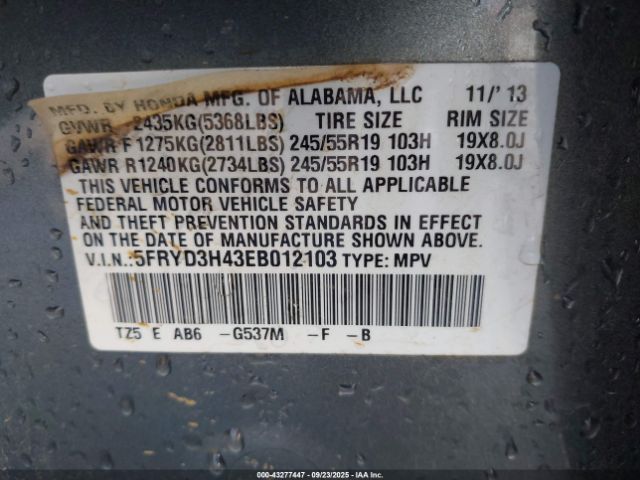 MFD. BY HONDA MFG. OF ALABAMA, LLC 11/'13
GVWR 2435KG(5368LBS) TIRE SIZE RIM SIZE
GAWR F1275KG(2811LBS) 245/55R19 103H 19X8.0J
GAWR R1240KG(2734LBS) 245/55R19 103H 19X8.0J
THIS VEHICLE CONFORMS TO ALL APPLICABLE
FEDERAL MOTOR VEHICLE SAFETY
AND THEFT PREVENTION STANDARDS IN EFFECT
ON THE DATE OF MANUFACTURE SHOWN ABOVE.
V.I.N.:5FRYD3H43EB012103 TYPE: MPV
TZ5 E AB6 -G537M -F -B
000-43277447 - 09/23/2025 - IAA Inc.